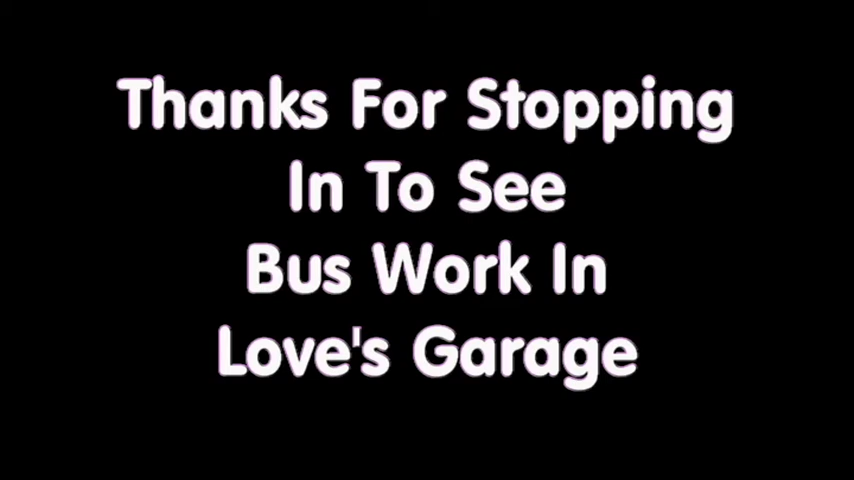 Thanks For Stopping
In To See
Bus Work In
Love's Garage